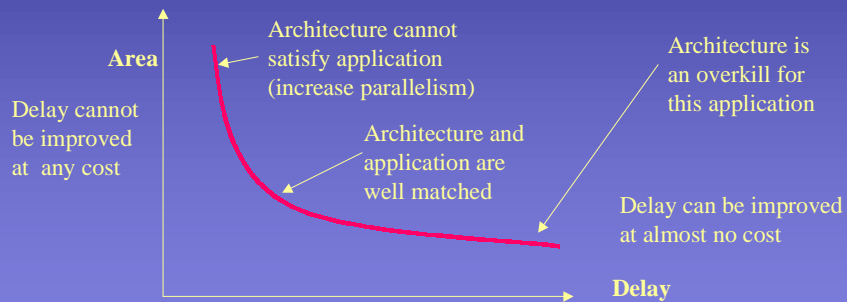 Area
Delay cannot
be improved
at any cost
Architecture cannot
satisfy application
(increase parallelism)
Architecture and
application are
well matched
Architecture is
an overkill for
this application
Delay can be improved
at almost no cost
Delay